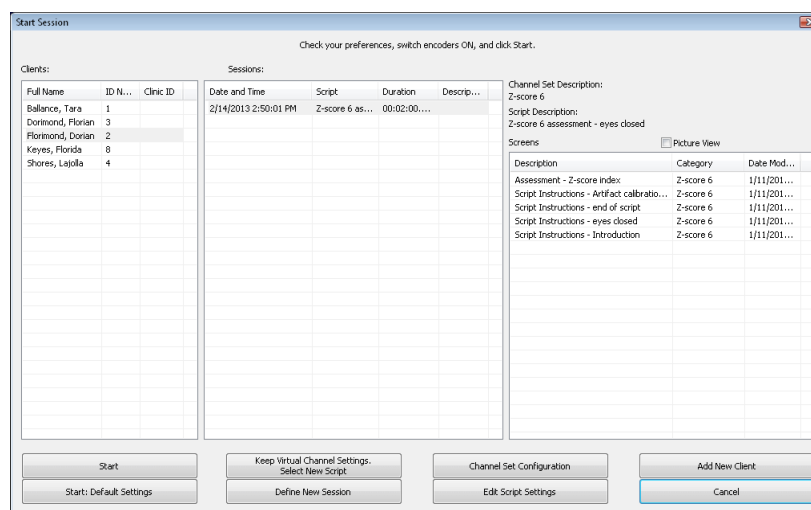 Start Session
Check your preferences, switch encoders ON, and click Start.
Clients:
Sessions:
Full Name ID N... Clinic ID
Ballance, Tara 1
Dorimond, Florian 3
Florimond, Dorian 2
Keyes, Florida 8
Shores, Lajolla 4
Date and Time Script Duration Descrip...
2/14/2013 2:50:01 PM Z-score 6 as... 00:02:00....
Channel Set Description:
Z-score 6
Script Description:
Z-score 6 assessment - eyes closed
Screens Picture View
Description Category Date Mod...
Assessment - Z-score index Z-score 6 1/11/201...
Script Instructions - Artifact calibratio... Z-score 6 1/11/201...
Script Instructions - end of script Z-score 6 1/11/201...
Script Instructions - eyes closed Z-score 6 1/11/201...
Script Instructions - Introduction Z-score 6 1/11/201...
Start
Keep Virtual Channel Settings.
Select New Script
Channel Set Configuration
Add New Client
Start: Default Settings
Define New Session
Edit Script Settings
Cancel